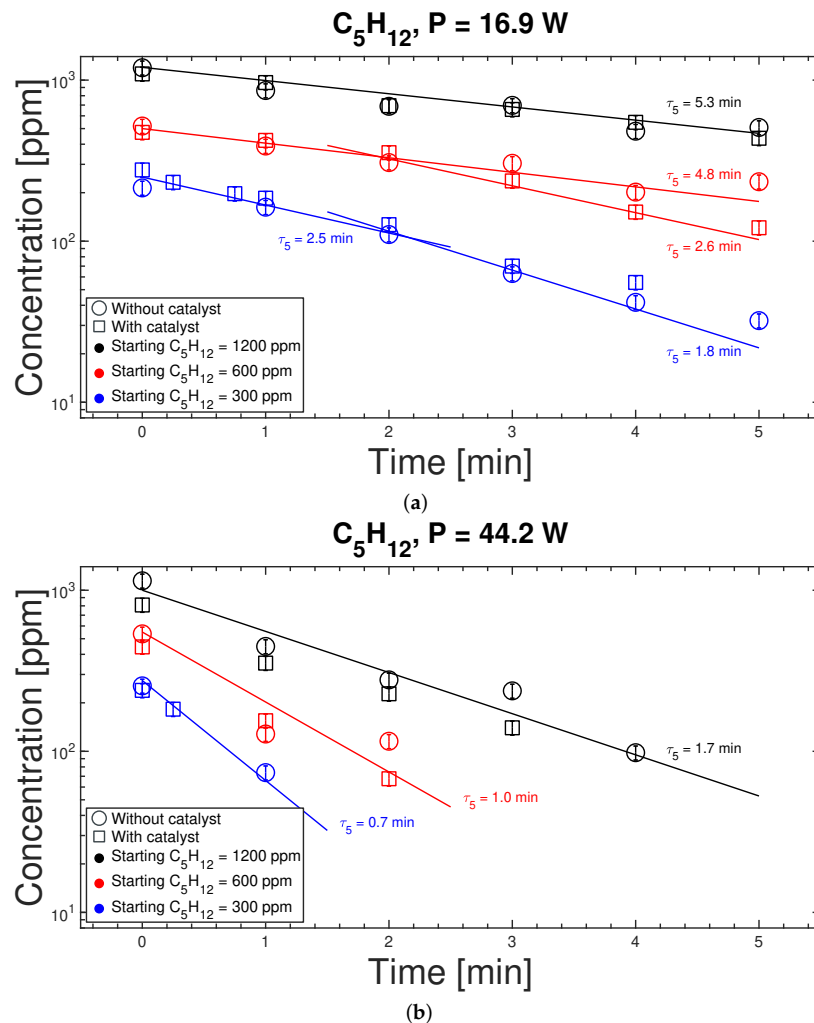 C₅H₁₂, P = 16.9 W
Concentration [ppm]
10³
10²
10¹
τ₅ = 5.3 min
τ₅ = 4.8 min
τ₅ = 2.5 min
τ₅ = 2.6 min
τ₅ = 1.8 min
Without catalyst
With catalyst
Starting C₅H₁₂ = 1200 ppm
Starting C₅H₁₂ = 600 ppm
Starting C₅H₁₂ = 300 ppm
0 1 2 3 4 5
Time [min]
(a)
C₅H₁₂, P = 44.2 W
Concentration [ppm]
10³
10²
10¹
τ₅ = 1.7 min
τ₅ = 1.0 min
τ₅ = 0.7 min
Without catalyst
With catalyst
Starting C₅H₁₂ = 1200 ppm
Starting C₅H₁₂ = 600 ppm
Starting C₅H₁₂ = 300 ppm
0 1 2 3 4 5
Time [min]
(b)